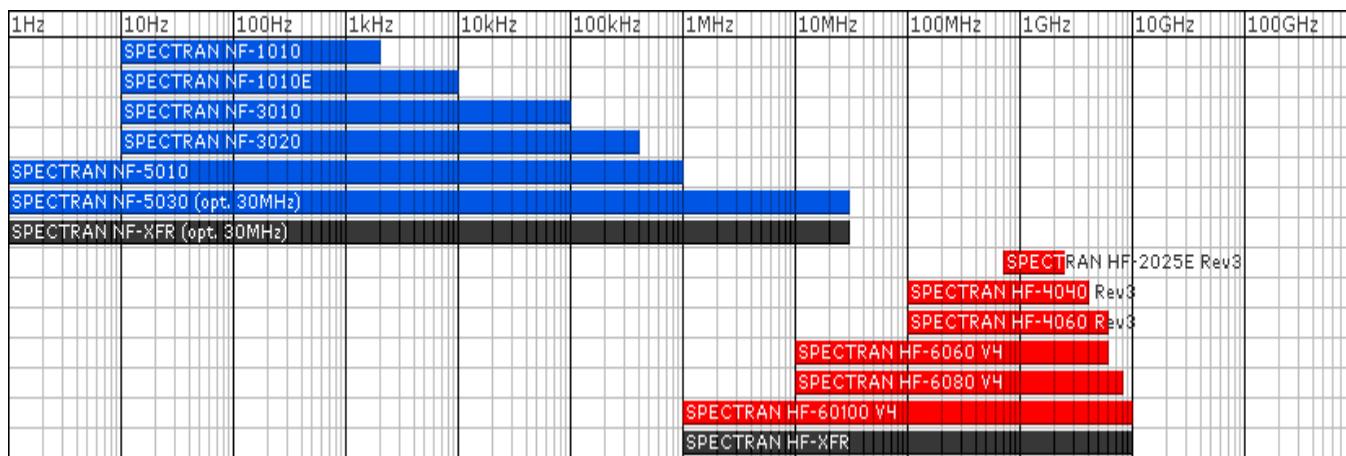 1Hz 10Hz 100Hz 1kHz 10kHz 100kHz 1MHz 10MHz 100MHz 1GHz 10GHz 100GHz
SPECTRAN NF-1010
SPECTRAN NF-1010E
SPECTRAN NF-3010
SPECTRAN NF-3020
SPECTRAN NF-5010
SPECTRAN NF-5030 (opt. 30MHz)
SPECTRAN NF-XFR (opt. 30MHz)
SPECTRAN HF-2025E Rev3
SPECTRAN HF-4040 Rev3
SPECTRAN HF-4060 Rev3
SPECTRAN HF-6060 V4
SPECTRAN HF-6080 V4
SPECTRAN HF-60100 V4
SPECTRAN HF-XFR